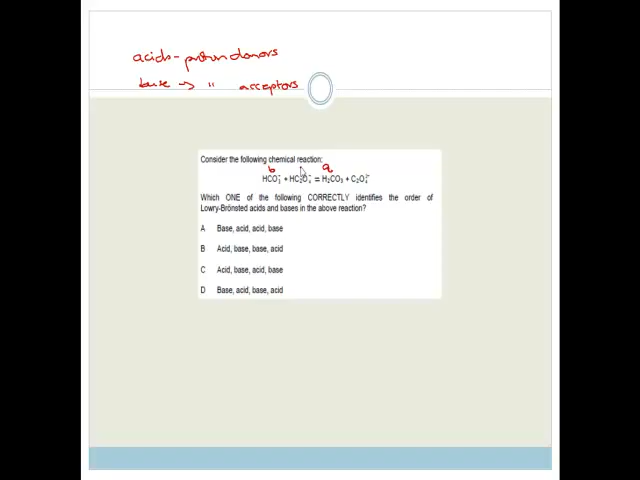 acids - proton donors
base → " acceptors
Consider the following chemical reaction:
b a
HCO₃⁻ + HC₂O₄⁻ = H₂CO₃ + C₂O₄²⁻
Which ONE of the following CORRECTLY identifies the order of
Lowry-Brönsted acids and bases in the above reaction?
A Base, acid, acid, base
B Acid, base, base, acid
C Acid, base, acid, base
D Base, acid, base, acid